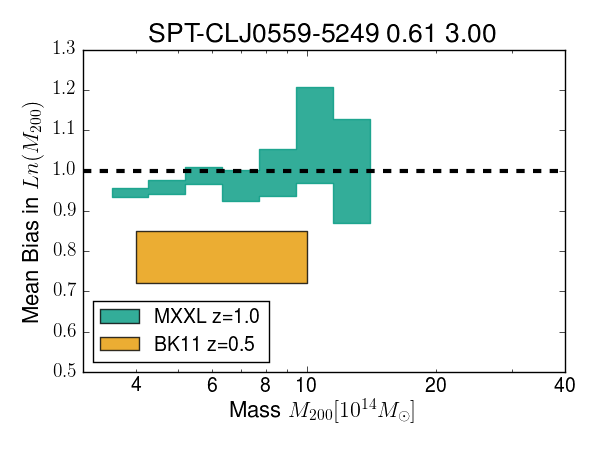 SPT-CLJ0559-5249 0.61 3.00
1.3
1.2
1.1
1.0
0.9
0.8
0.7
0.6
0.5
Mean Bias in Ln(M₂₀₀)
MXXL z=1.0
BK11 z=0.5
4 6 8 10 20 40
Mass M₂₀₀[10¹⁴M☉]